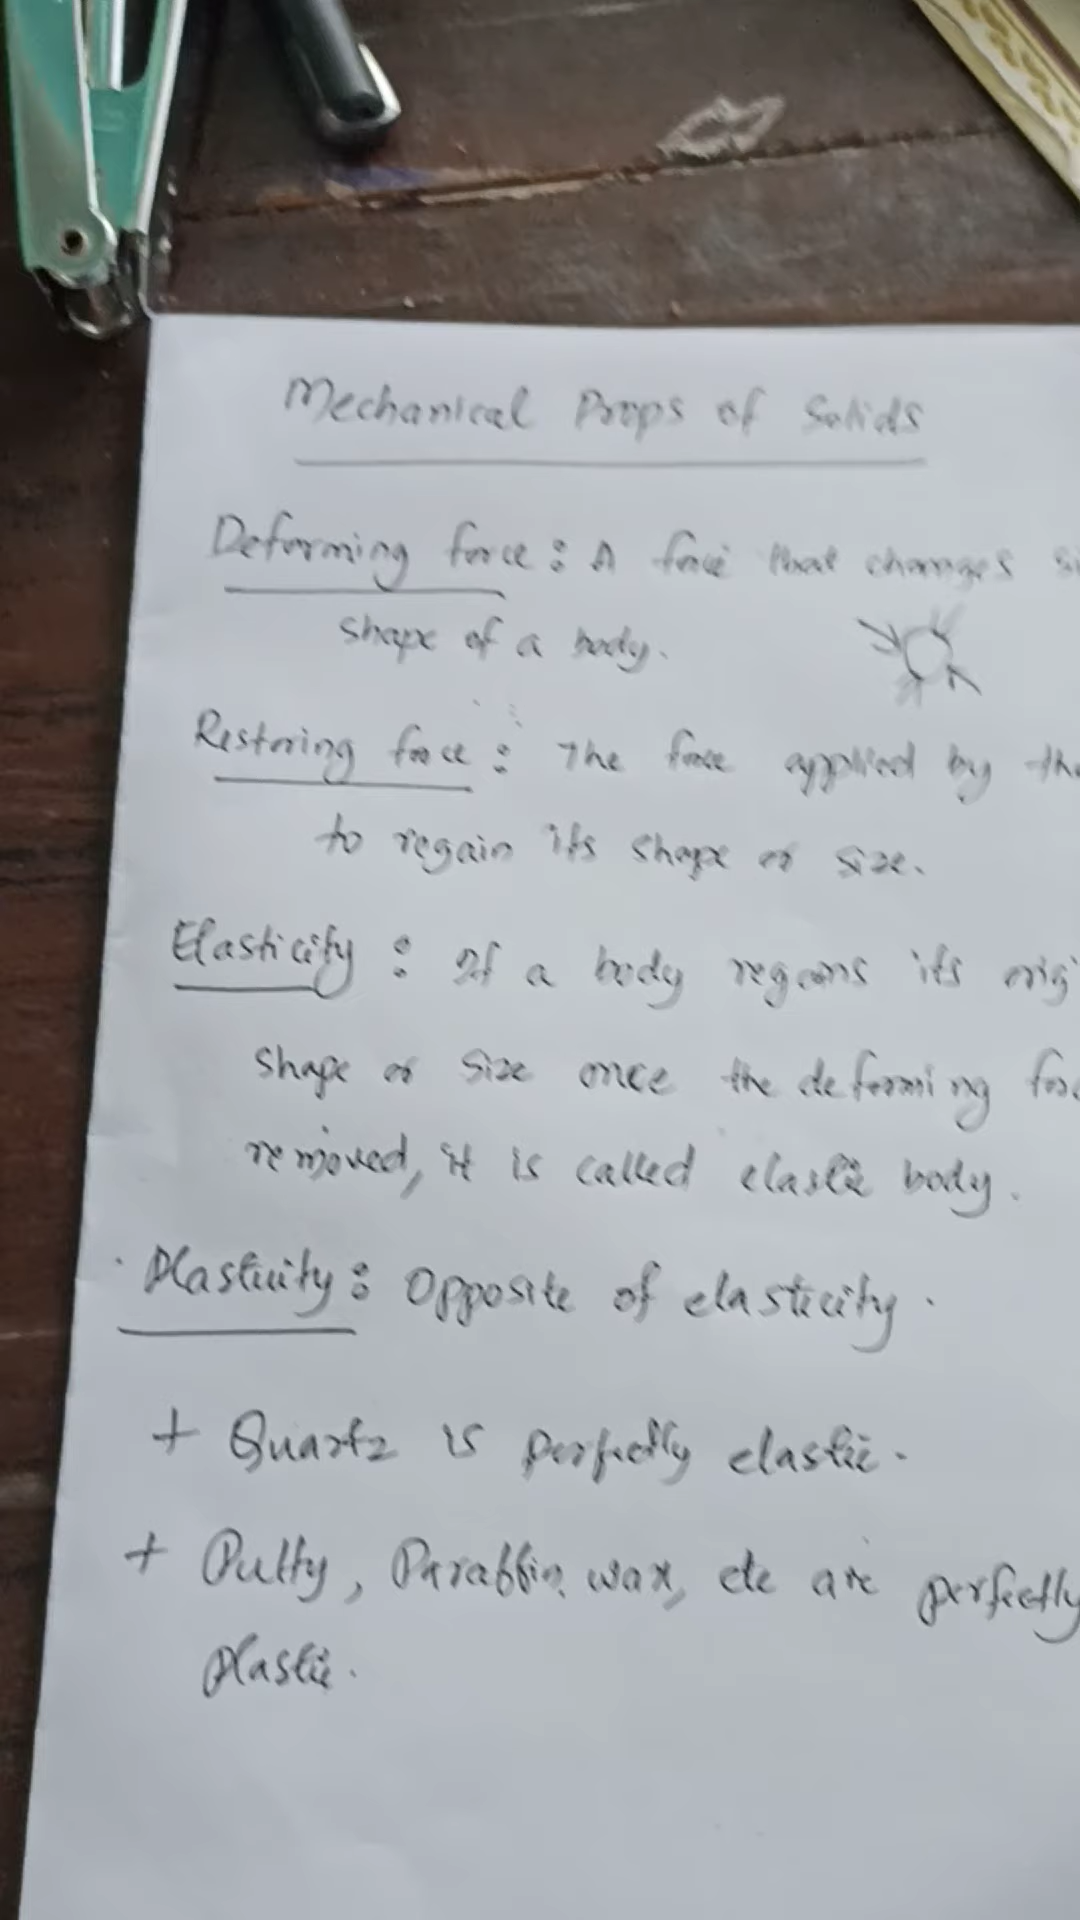 Mechanical Props of Solids
Deforming force : A force that changes
shape of a body.
Restoring force : The force applied by
to regain its shape or size.
Elasticity : If a body regains its
shape or size once the deforming
removed, it is called elastic body.
Plasticity : Opposite of elasticity.
+ Quartz is perfectly elastic.
+ Putty, Paraffin wax, etc are perfectly
plastic.